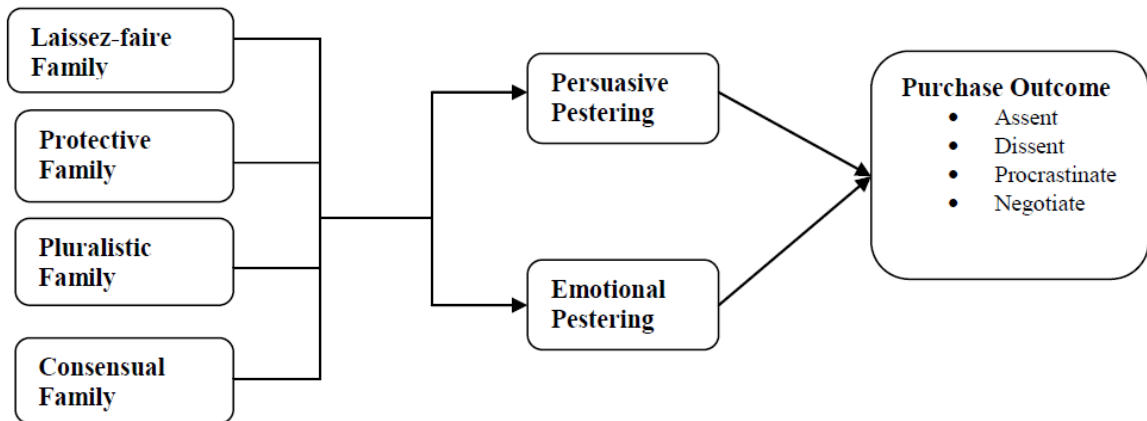 Laissez-faire
Family
Protective
Family
Pluralistic
Family
Consensual
Family
Persuasive
Pestering
Emotional
Pestering
Purchase Outcome
• Assent
• Dissent
• Procrastinate
• Negotiate